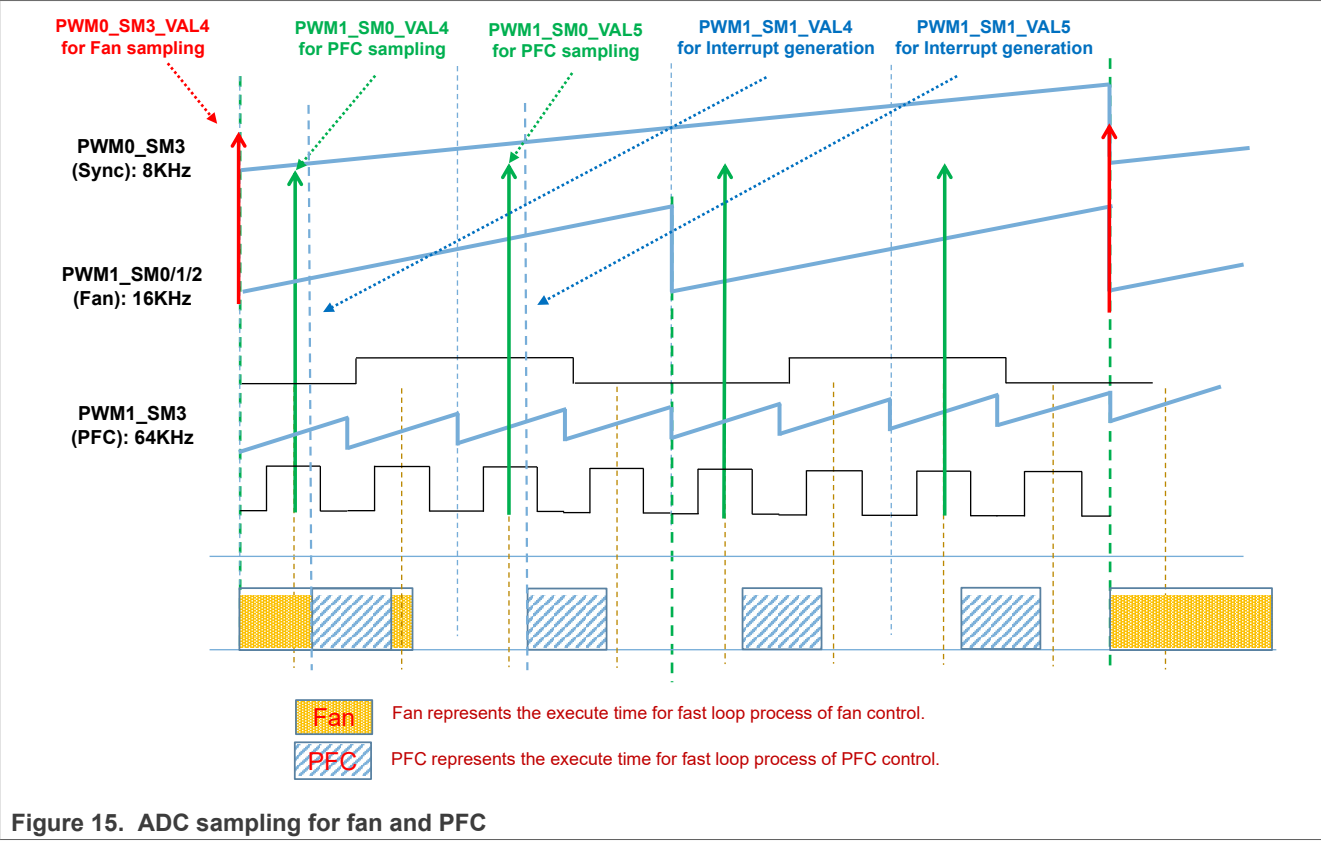 PWM0_SM3_VAL4
for Fan sampling
PWM1_SM0_VAL4
for PFC sampling
PWM1_SM0_VAL5
for PFC sampling
PWM1_SM1_VAL4
for Interrupt generation
PWM1_SM1_VAL5
for Interrupt generation
PWM0_SM3
(Sync): 8KHz
PWM1_SM0/1/2
(Fan): 16KHz
PWM1_SM3
(PFC): 64KHz
Fan
Fan represents the execute time for fast loop process of fan control.
PFC
PFC represents the execute time for fast loop process of PFC control.
Figure 15. ADC sampling for fan and PFC